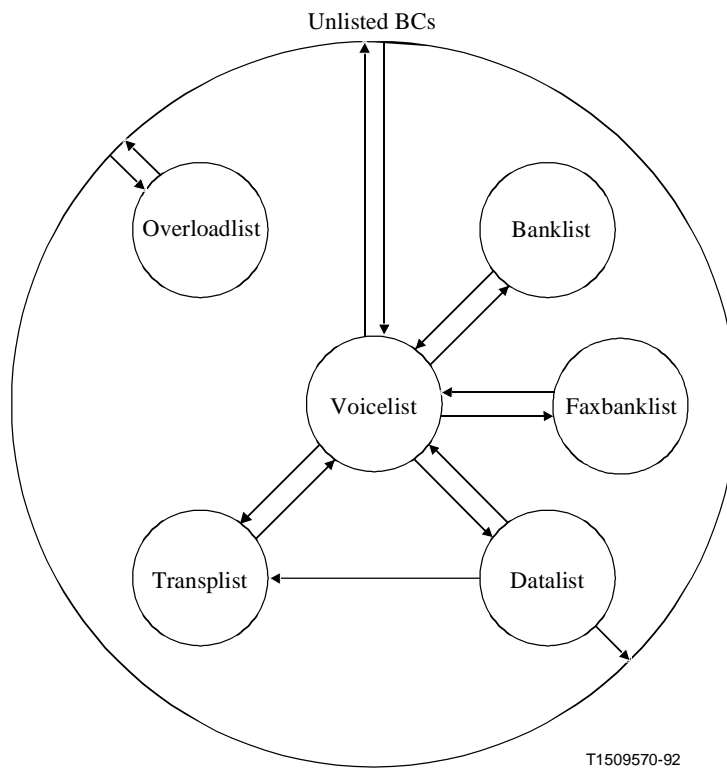 Unlisted BCs
Overloadlist
Banklist
Voicelist
Faxbanklist
Transplist
Datalist
T1509570-92